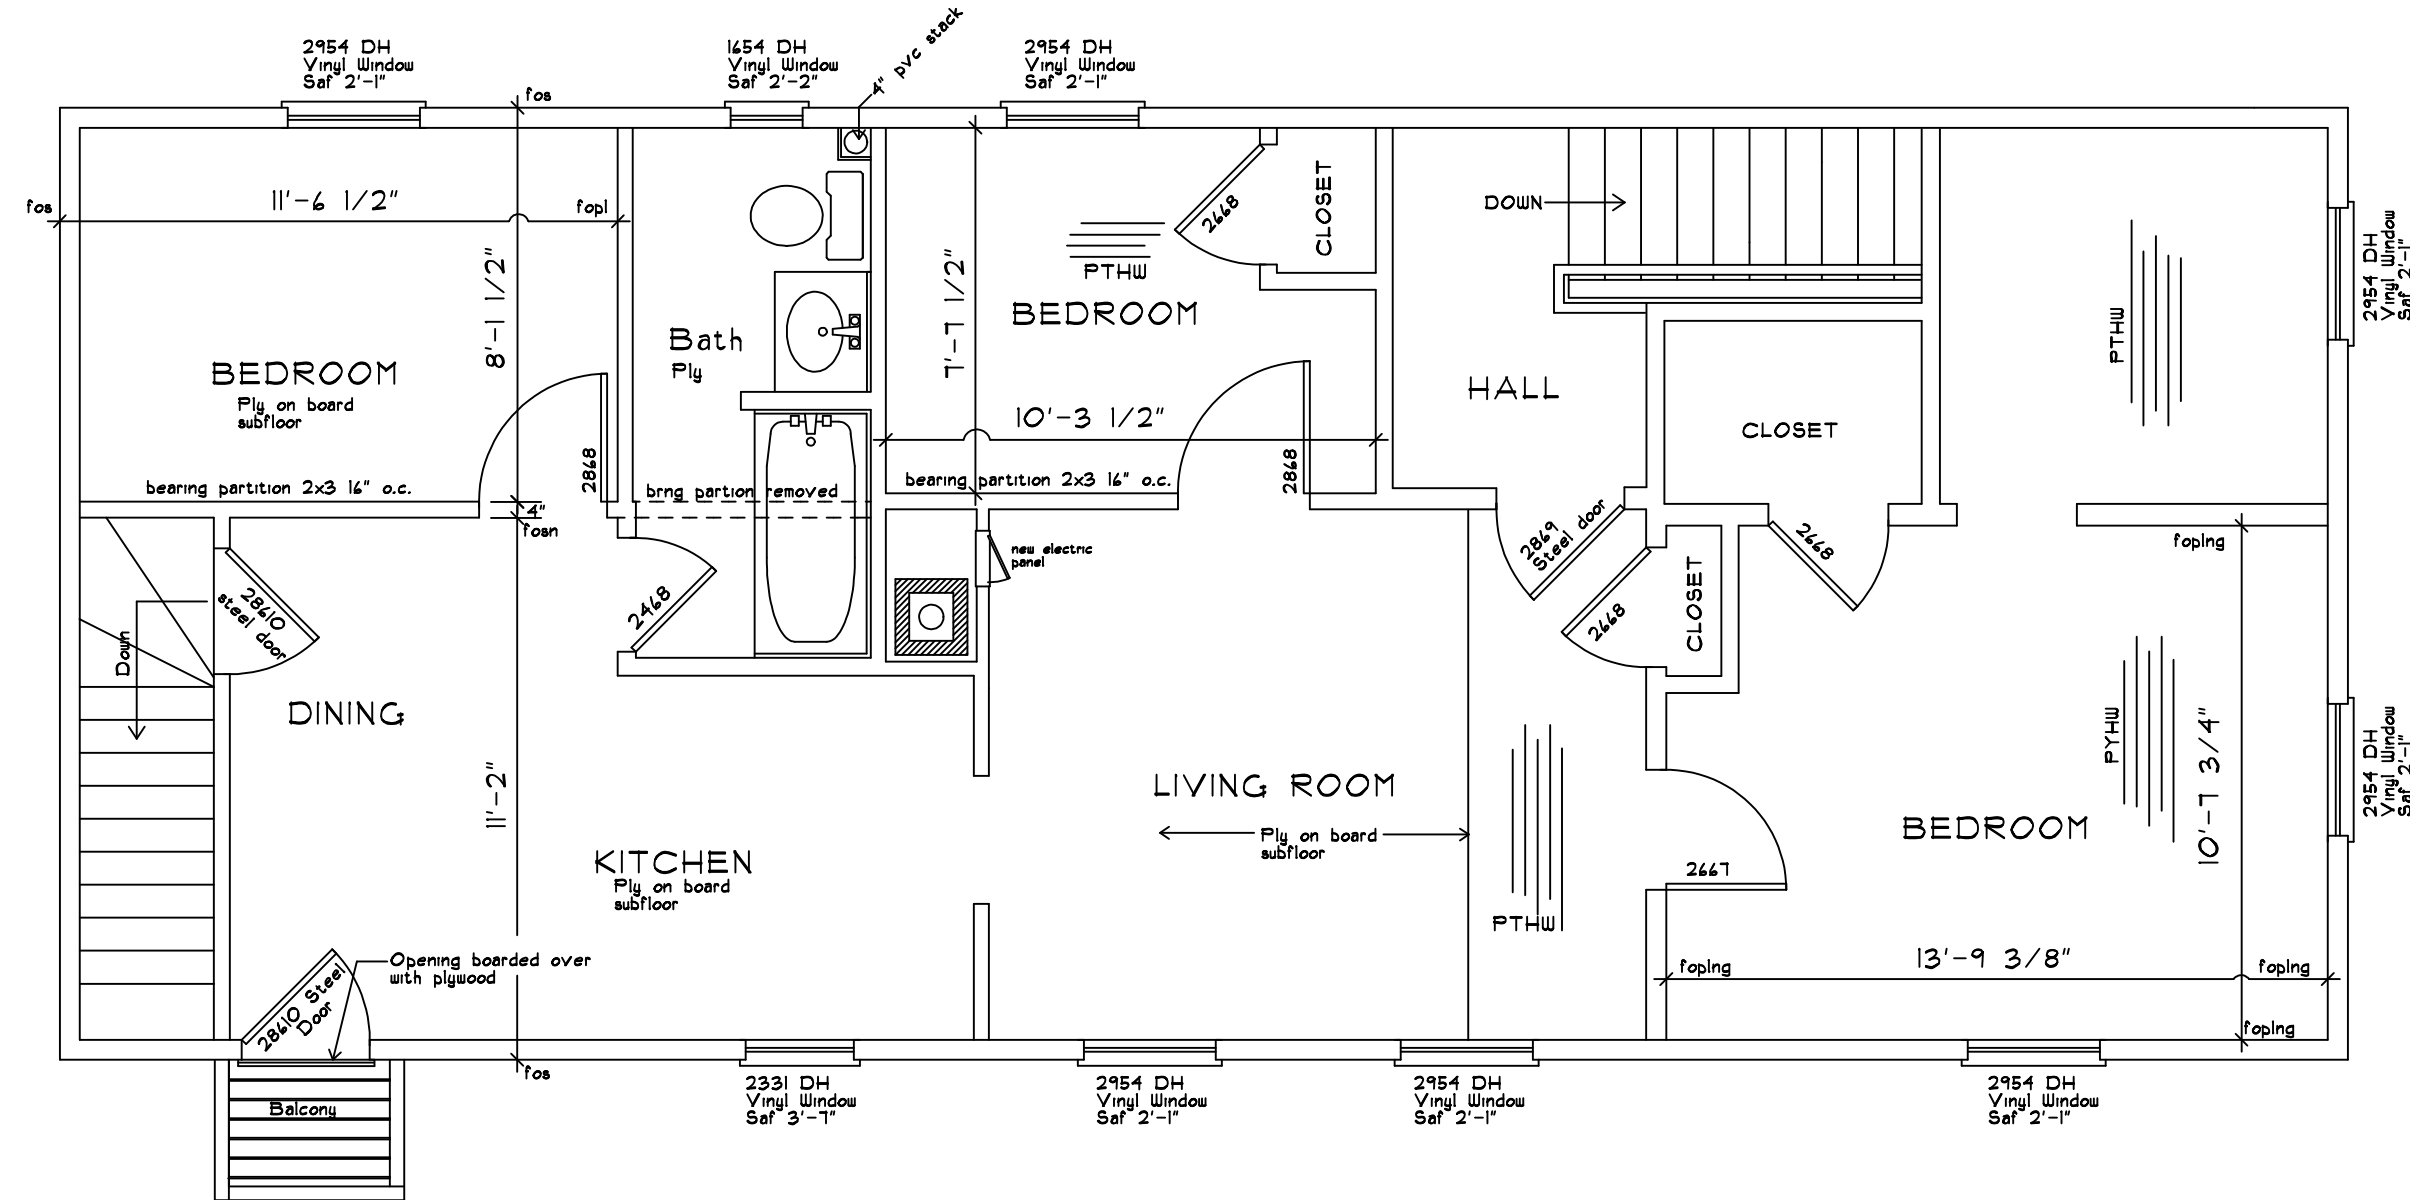 2954 DH
Vinyl Window
Saf 2'-1"
1654 DH
Vinyl Window
Saf 2'-2"
4" pvc stack
2954 DH
Vinyl Window
Saf 2'-1"
fos
fos
11'-6 1/2"
fopl
8'-1 1/2"
BEDROOM
Ply on board
subfloor
2868
bearing partition 2x3 16" o.c.
4"
fosn
Bath
Ply
brng partion removed
7'-7 1/2"
PTHW
BEDROOM
2668
CLOSET
10'-3 1/2"
bearing partition 2x3 16" o.c.
2868
DOWN
HALL
CLOSET
PTHW
2954 DH
Vinyl Window
Saf 2'-1"
2869
Steel door
2668
CLOSET
2668
foplng
new electric
panel
2468
28610
steel door
Down
DINING
11'-2"
KITCHEN
Ply on board
subfloor
LIVING ROOM
Ply on board
subfloor
PTHW
2667
BEDROOM
PYHW
10'-7 3/4"
2954 DH
Vinyl Window
Saf 2'-1"
13'-9 3/8"
foplng
foplng
foplng
Opening boarded over
with plywood
28610 Steel
Door
fos
Balcony
2331 DH
Vinyl Window
Saf 3'-7"
2954 DH
Vinyl Window
Saf 2'-1"
2954 DH
Vinyl Window
Saf 2'-1"
2954 DH
Vinyl Window
Saf 2'-1"